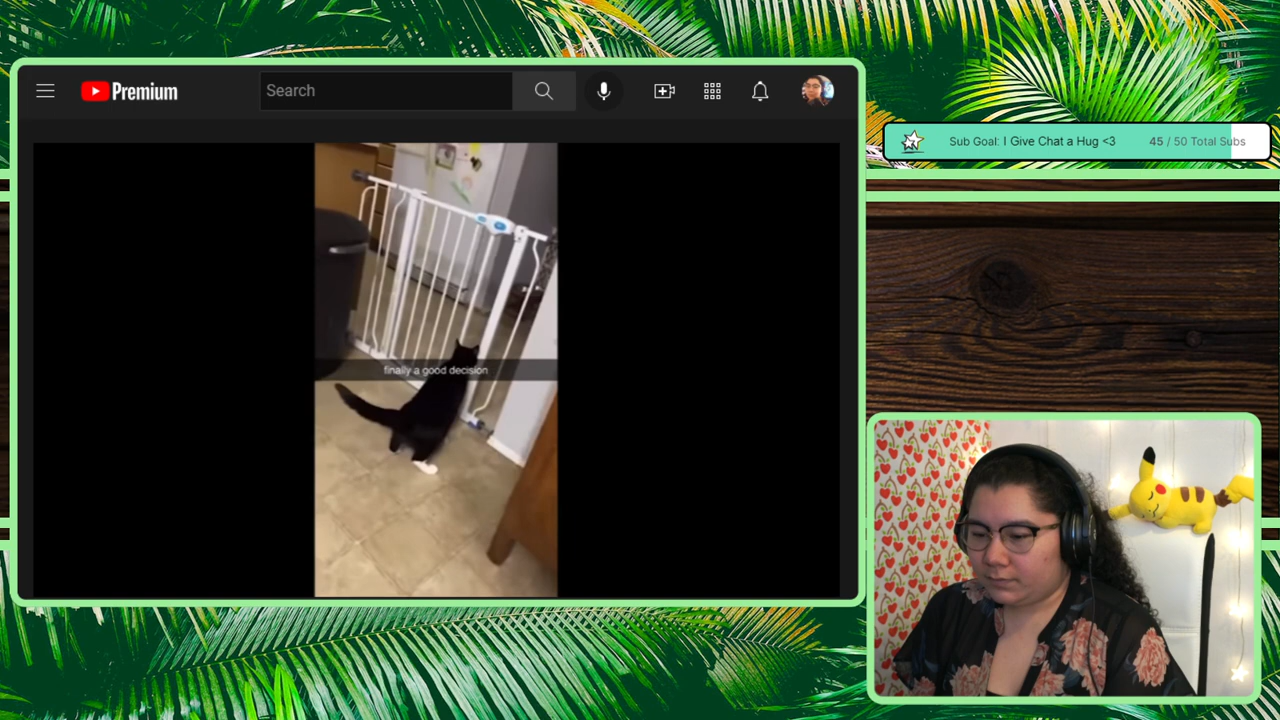 Premium
Search
Sub Goal: I Give Chat a Hug <3 45 / 50 Total Subs
finally a good decision